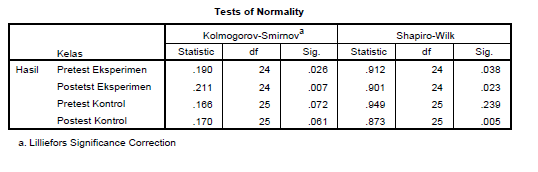 Tests of Normality
Kolmogorov-Smirnov a Shapiro-Wilk
Kelas Statistic df Sig. Statistic df Sig.
Hasil Pretest Eksperimen .190 24 .026 .912 24 .038
Postetst Eksperimen .211 24 .007 .901 24 .023
Pretest Kontrol .166 25 .072 .949 25 .239
Postest Kontrol .170 25 .061 .873 25 .005
a. Lilliefors Significance Correction